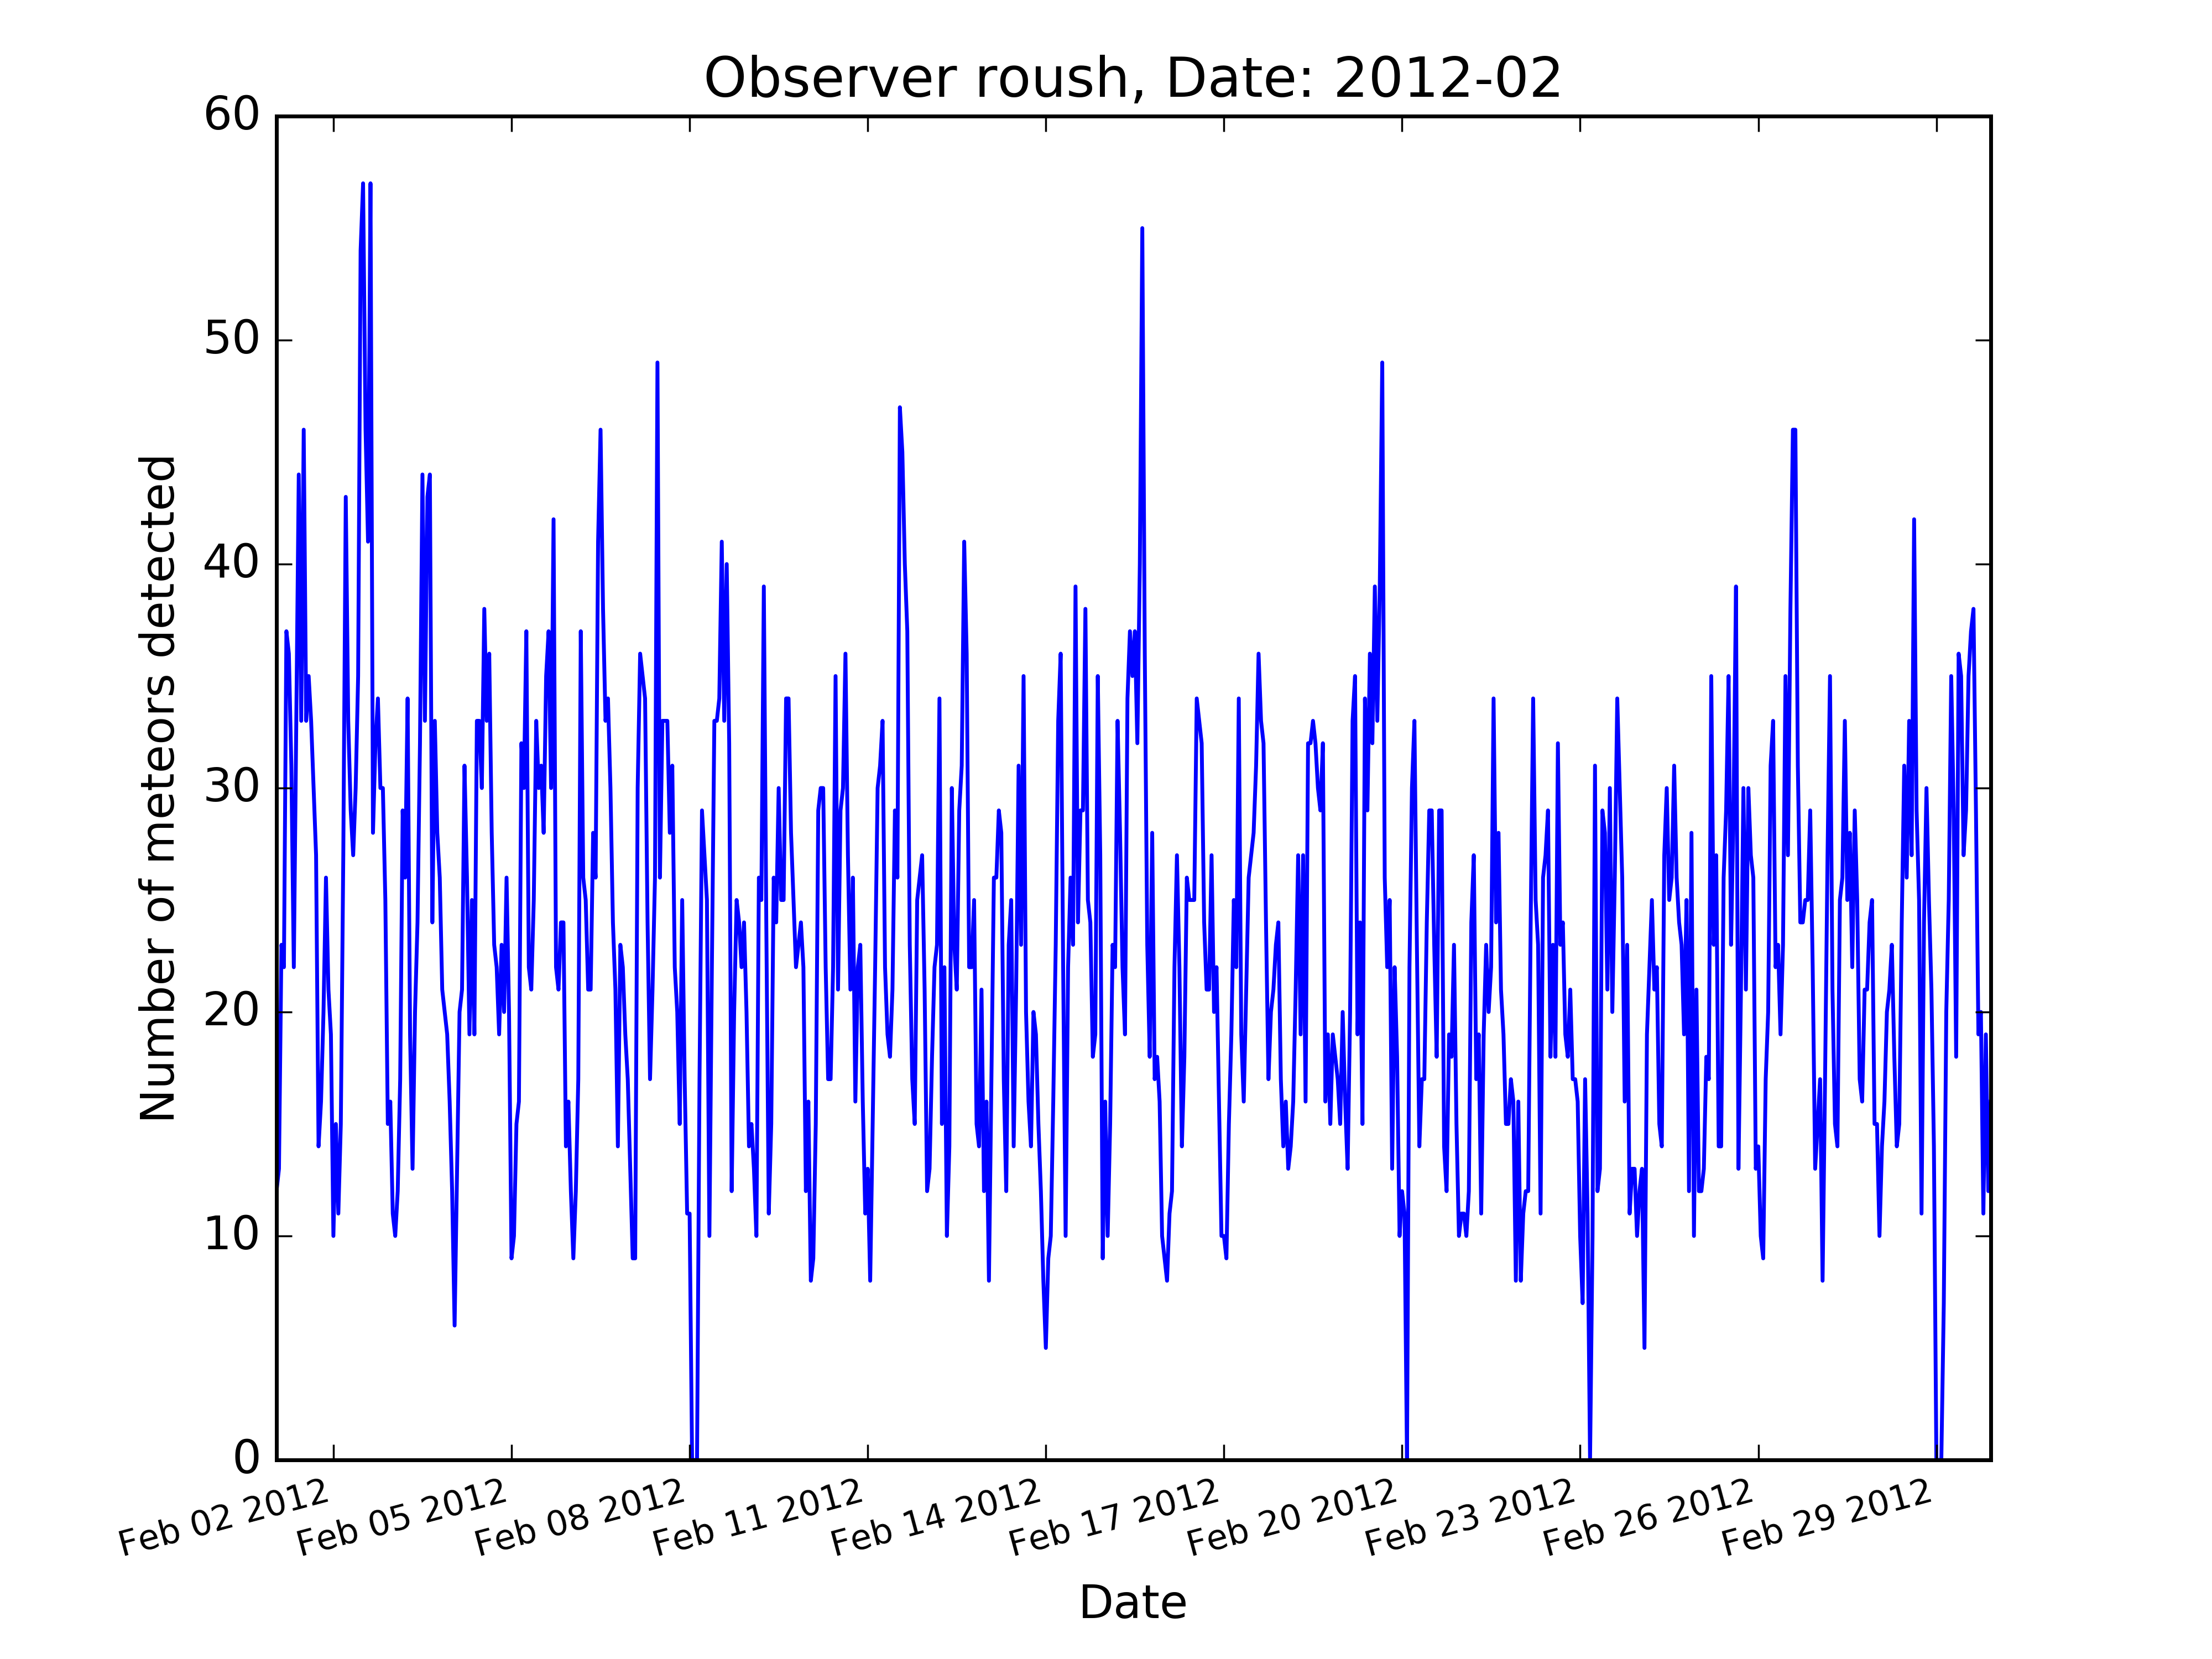 Observer roush, Date: 2012-02
60
50
40
30
20
10
0
Number of meteors detected
Feb 02 2012
Feb 05 2012
Feb 08 2012
Feb 11 2012
Feb 14 2012
Feb 17 2012
Feb 20 2012
Feb 23 2012
Feb 26 2012
Feb 29 2012
Date